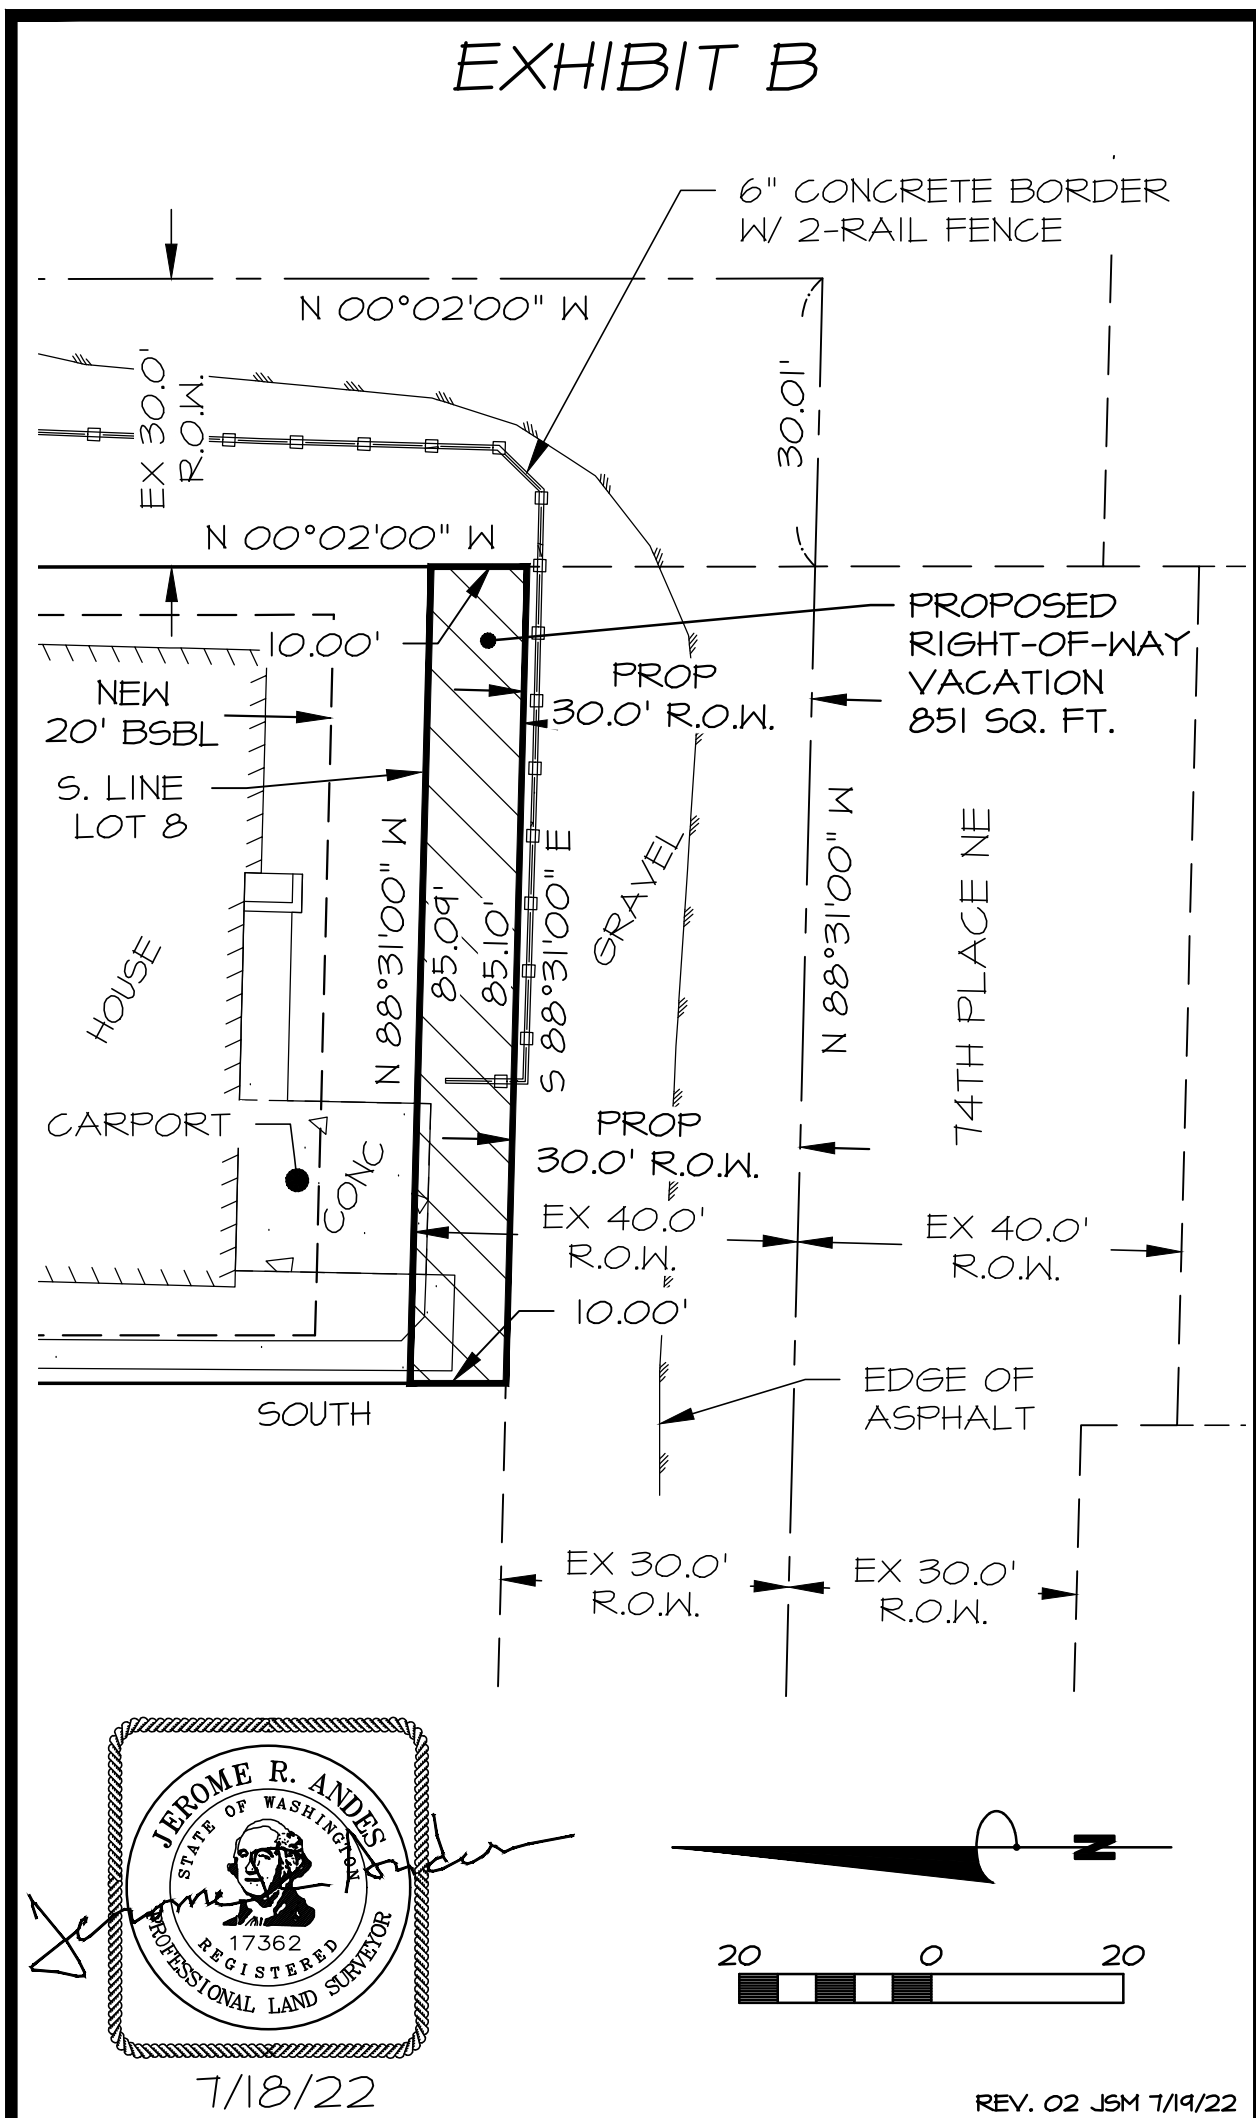 EXHIBIT B
6" CONCRETE BORDER
W/ 2-RAIL FENCE
N 00°02'00" W
EX 30.0'
R.O.W.
30.01'
N 00°02'00" W
10.00'
PROPOSED
RIGHT-OF-WAY
VACATION
851 SQ. FT.
NEW
20' BSBL
PROP
30.0' R.O.W.
S. LINE
LOT 8
N 88°31'00" W
85.09'
85.10'
S 88°31'00" E
GRAVEL
N 88°31'00" W
74TH PLACE NE
HOUSE
CARPORT
CONC
PROP
30.0' R.O.W.
EX 40.0'
R.O.W.
EX 40.0'
R.O.W.
10.00'
EDGE OF
ASPHALT
SOUTH
EX 30.0'
R.O.W.
EX 30.0'
R.O.W.
JEROME R. ANDES
STATE OF WASHINGTON
17362
REGISTERED
PROFESSIONAL LAND SURVEYOR
Jerome Andes
7/18/22
N
20 0 20
REV. 02 JSM 7/19/22